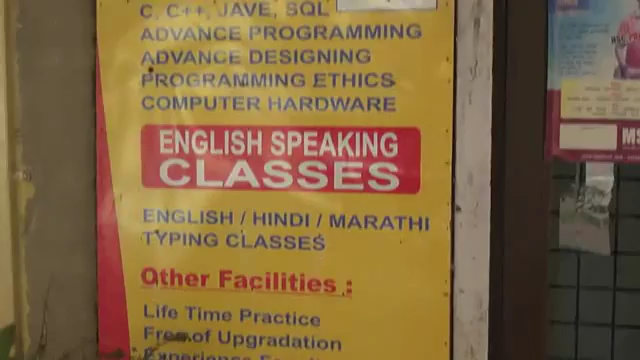 C, C++, JAVE, SQL
ADVANCE PROGRAMMING
ADVANCE DESIGNING
PROGRAMMING ETHICS
COMPUTER HARDWARE
ENGLISH SPEAKING
CLASSES
ENGLISH / HINDI / MARATHI
TYPING CLASSES
Other Facilities :
Life Time Practice
Free of Upgradation
Experience